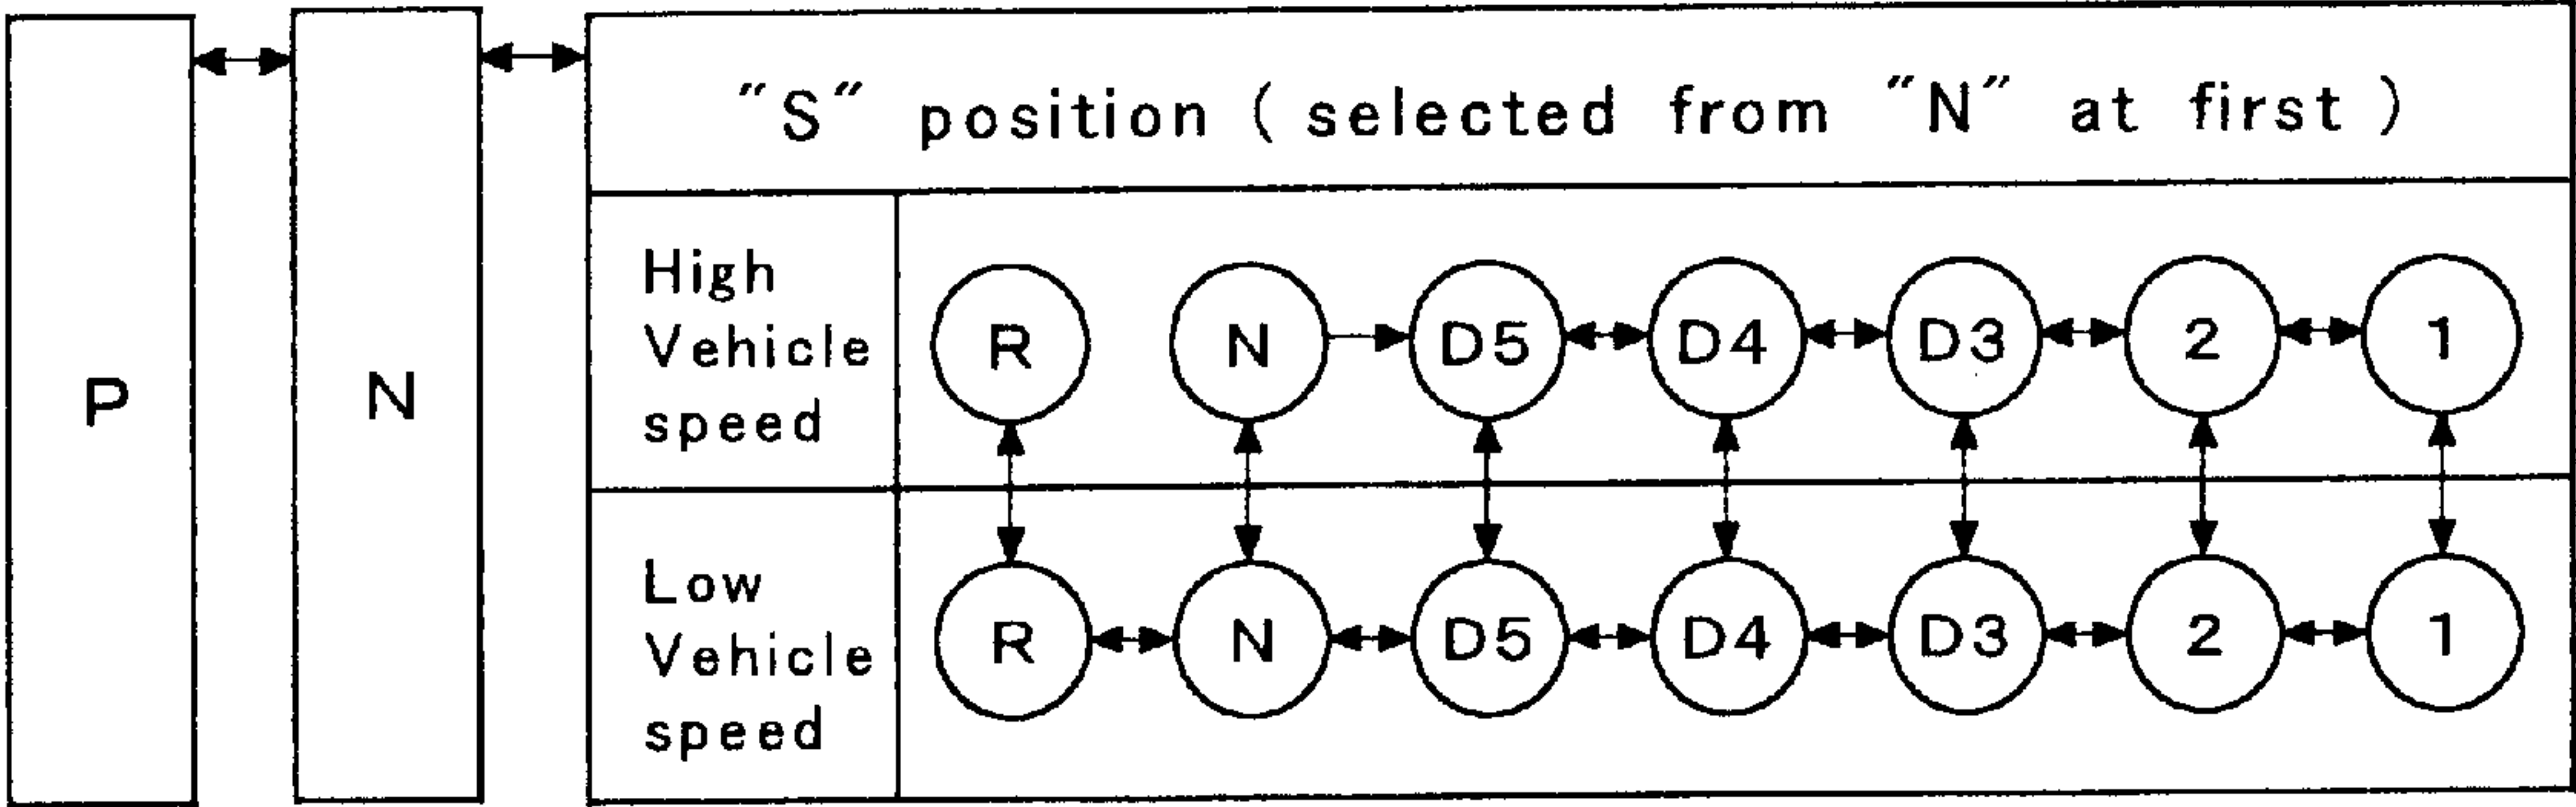 P
N
"S" position ( selected from "N" at first )
High
Vehicle
speed
R N D5 D4 D3 2 1
Low
Vehicle
speed
R N D5 D4 D3 2 1